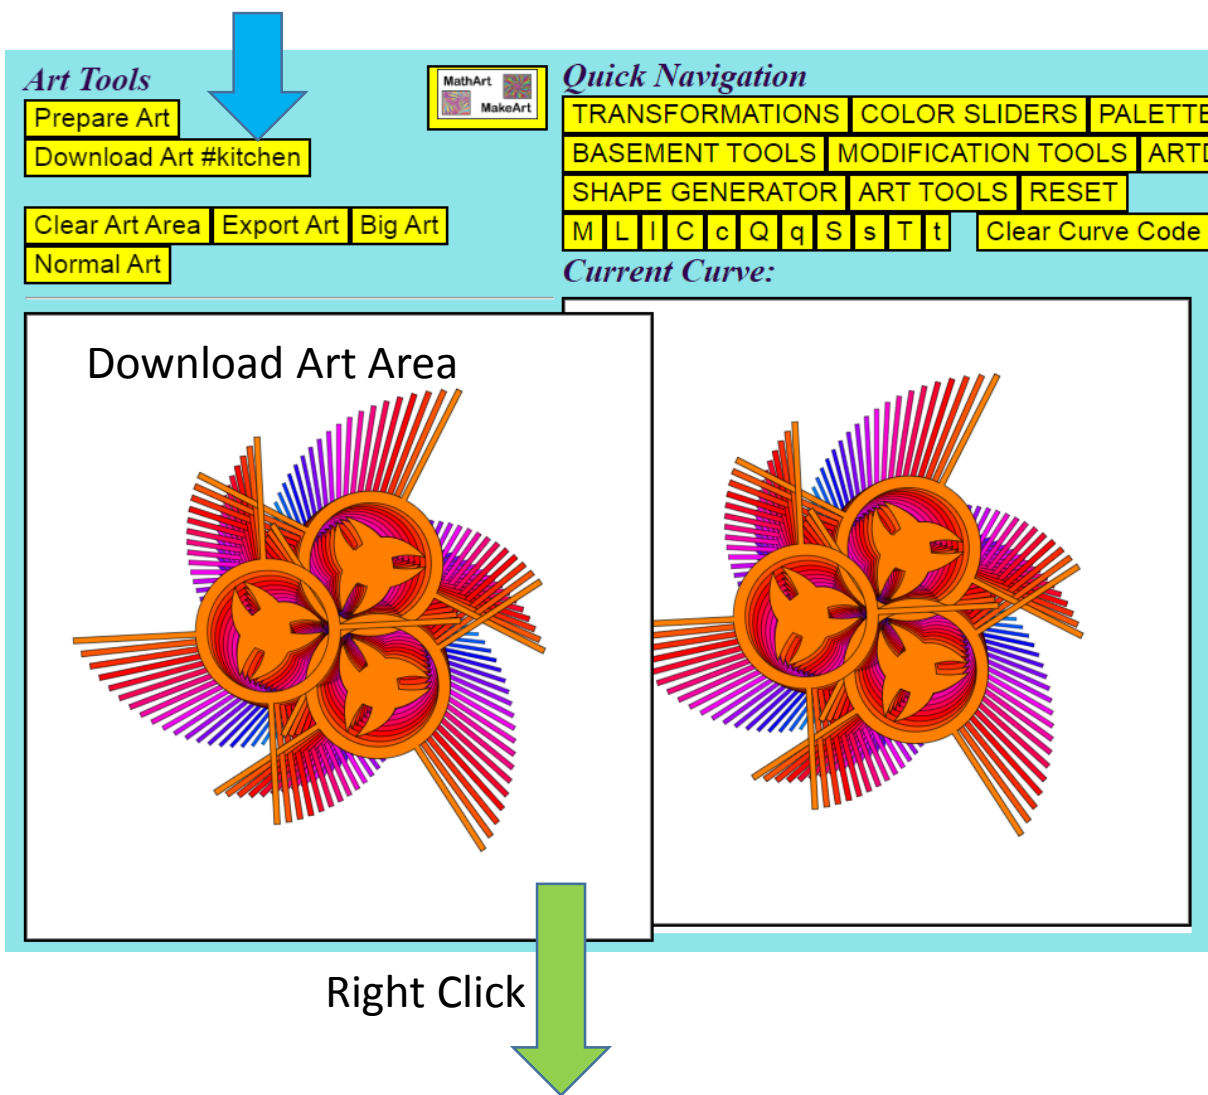 Art Tools
Prepare Art
Download Art #kitchen
Clear Art Area Export Art Big Art
Normal Art
MathArt
MakeArt
Quick Navigation
TRANSFORMATIONS COLOR SLIDERS PALETTE
BASEMENT TOOLS MODIFICATION TOOLS
SHAPE GENERATOR ART TOOLS RESET
M L I C c Q q S s T t Clear Curve Code
Current Curve:
Download Art Area
Right Click